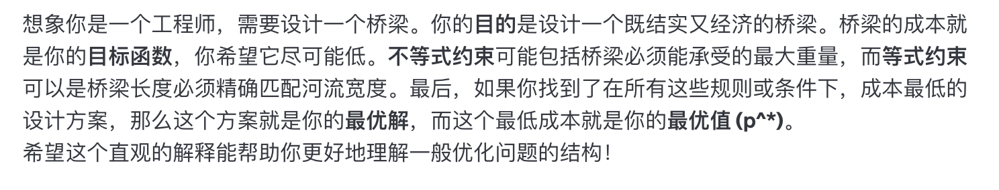 想象你是一个工程师，需要设计一个桥梁。你的目的是设计一个既结实又经济的桥梁。桥梁的成本就
是你的目标函数，你希望它尽可能低。不等式约束可能包括桥梁必须能承受的最大重量，而等式约束
可以是桥梁长度必须精确匹配河流宽度。最后，如果你找到了在所有这些规则或条件下，成本最低的
设计方案，那么这个方案就是你的最优解，而这个最低成本就是你的最优值 (p^*)。
希望这个直观的解释能帮助你更好地理解一般优化问题的结构！